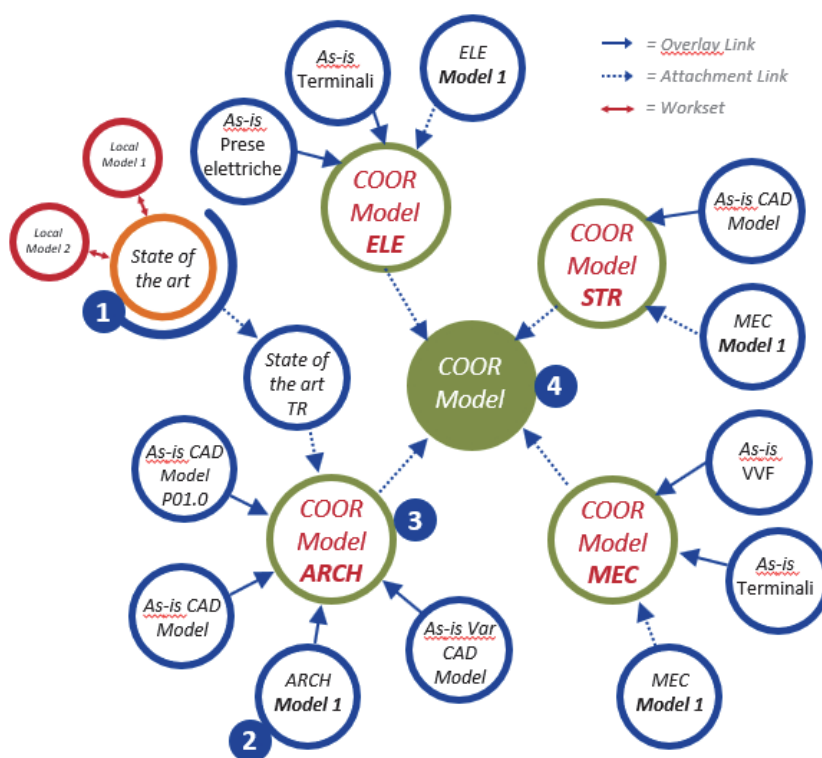 As-is
Terminali
ELE
Model 1
= Overlay Link
= Attachment Link
= Workset
As-is
Prese
elettriche
COOR
Model
ELE
Local
Model 1
Local
Model 2
State of
the art
1
As-is CAD
Model
COOR
Model
STR
MEC
Model 1
State of
the art
TR
COOR
Model
4
As-is CAD
Model
P01.0
COOR
Model
ARCH
3
As-is
VVF
COOR
Model
MEC
As-is
Terminali
As-is CAD
Model
As-is Var
CAD
Model
ARCH
Model 1
2
MEC
Model 1